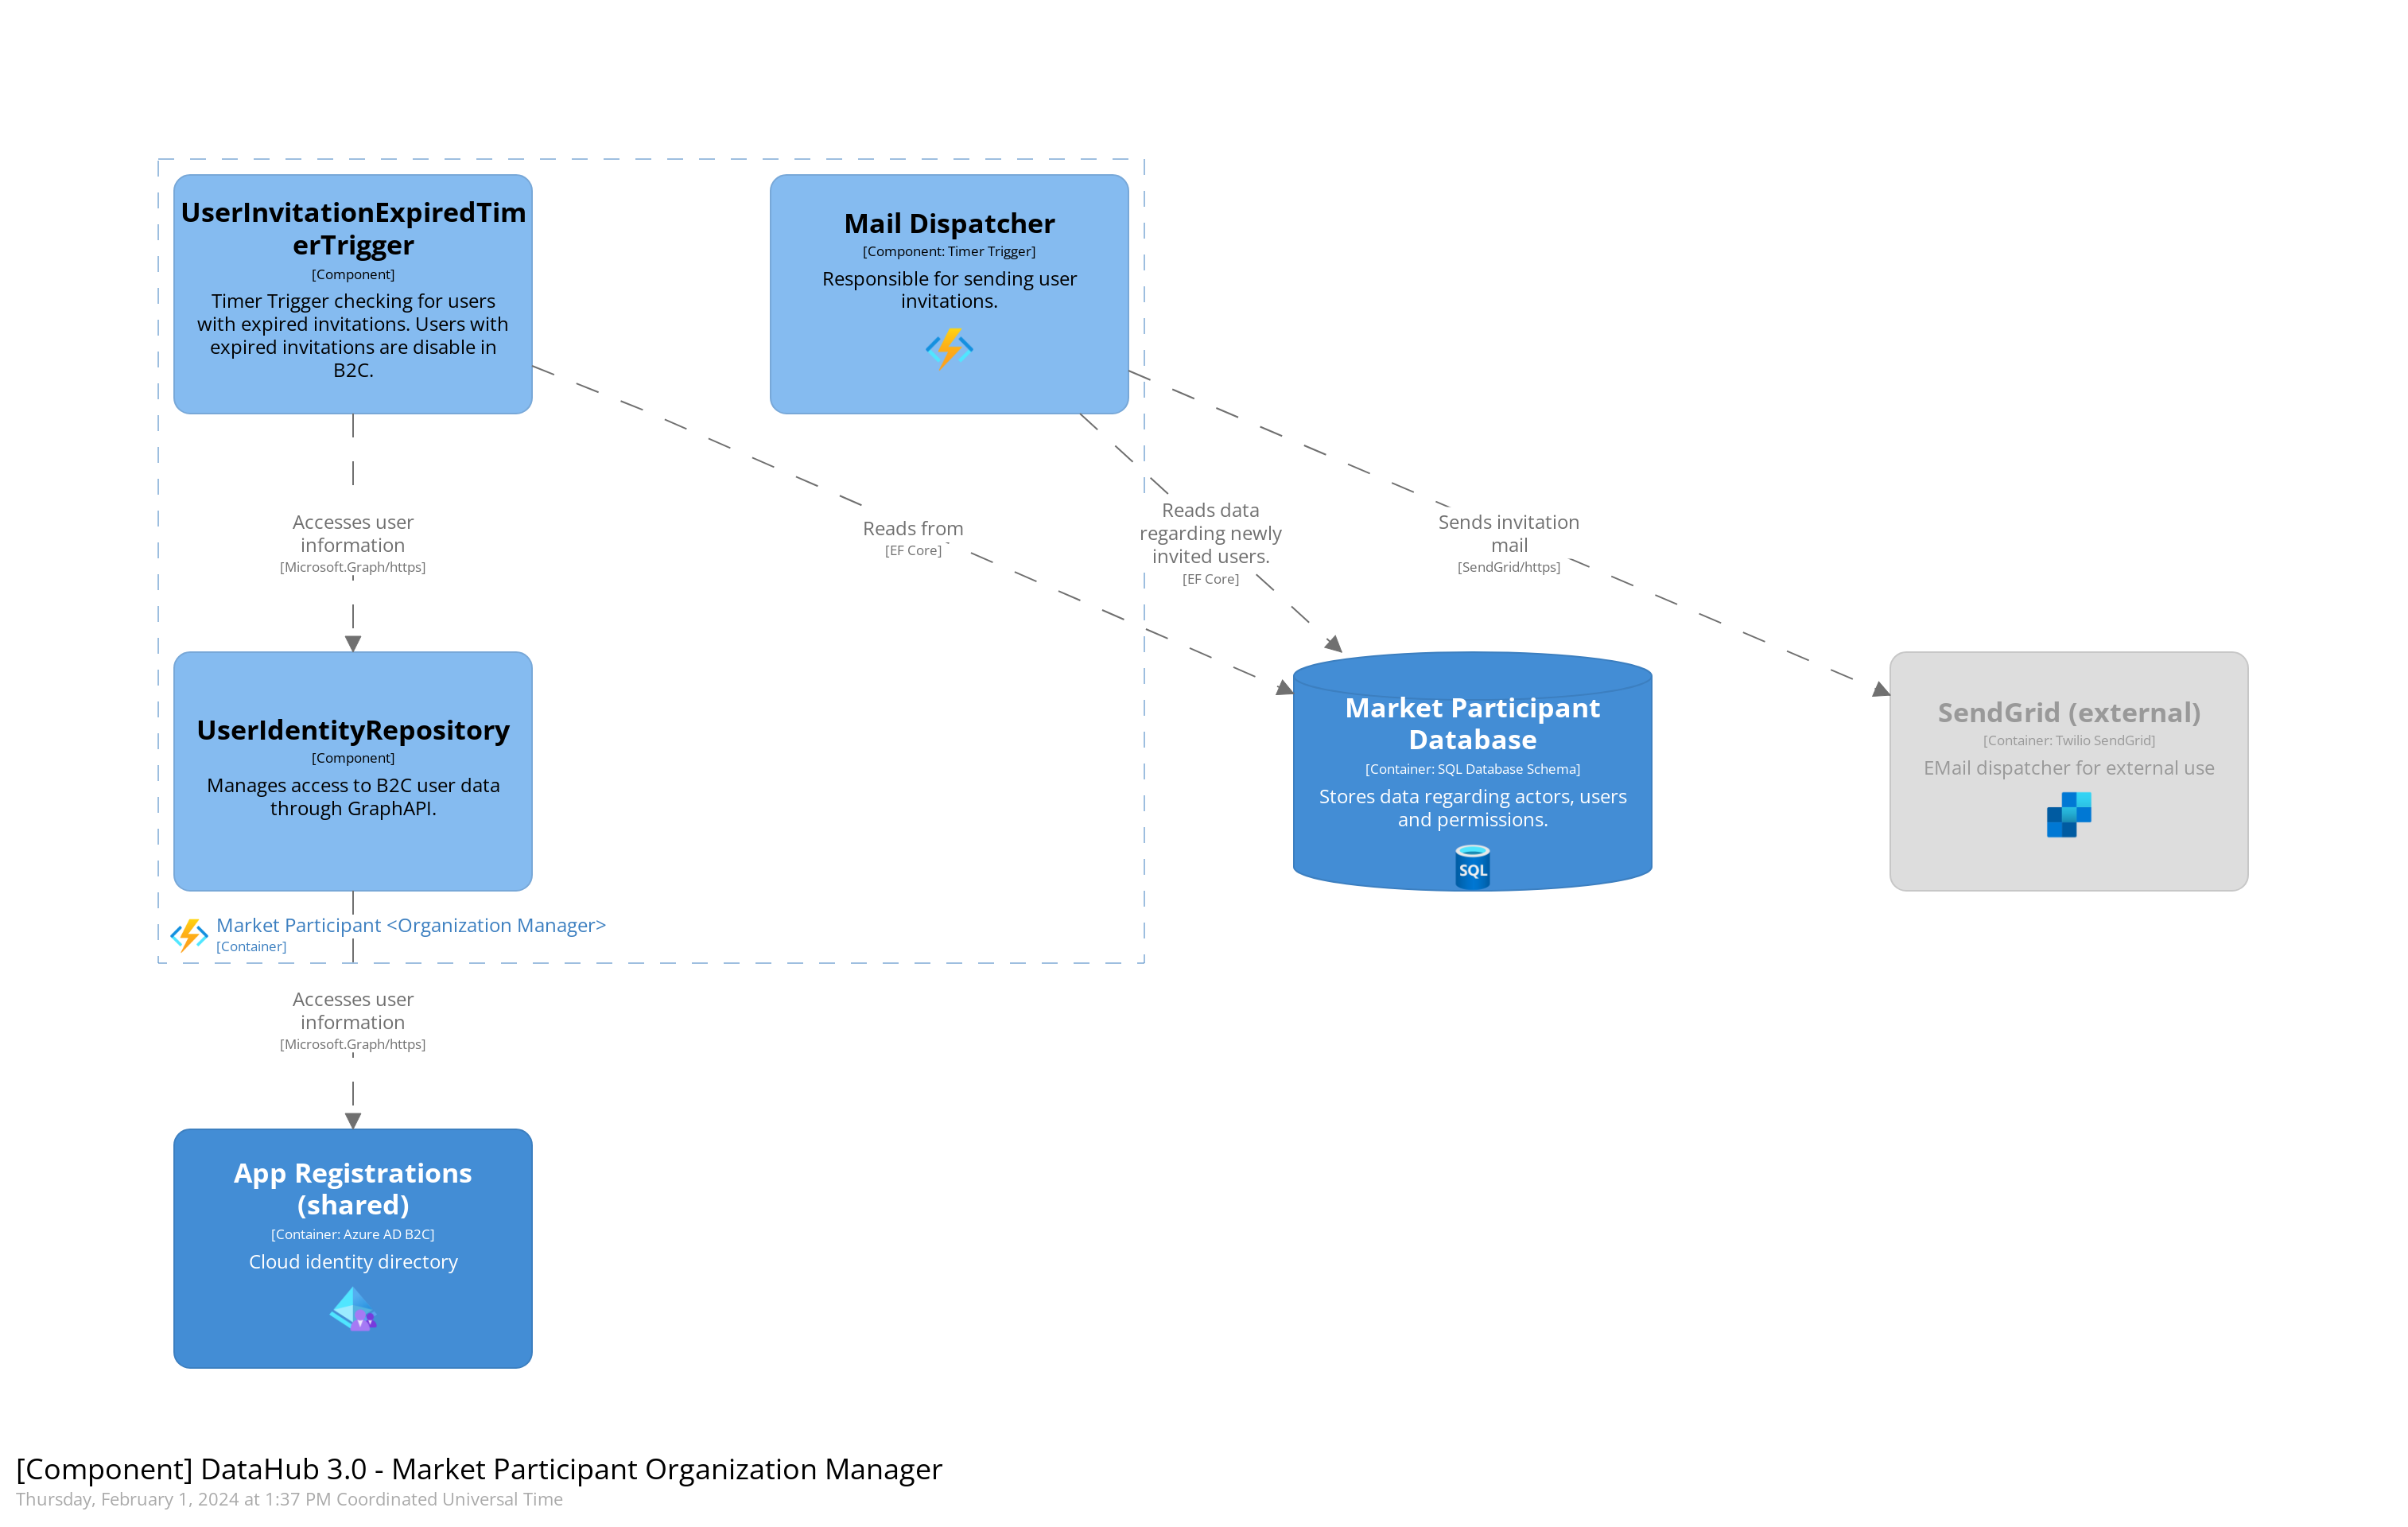 UserInvitationExpiredTim
erTrigger
[Component]
Timer Trigger checking for users
with expired invitations. Users with
expired invitations are disable in
B2C.
Mail Dispatcher
[Component: Timer Trigger]
Responsible for sending user
invitations.
Accesses user
information
[Microsoft.Graph/https]
Reads from
[EF Core]
Reads data
regarding newly
invited users.
[EF Core]
Sends invitation
mail
[SendGrid/https]
UserIdentityRepository
[Component]
Manages access to B2C user data
through GraphAPI.
Market Participant
Database
[Container: SQL Database Schema]
Stores data regarding actors, users
and permissions.
SQL
SendGrid (external)
[Container: Twilio SendGrid]
EMail dispatcher for external use
Market Participant <Organization Manager>
[Container]
Accesses user
information
[Microsoft.Graph/https]
App Registrations
(shared)
[Container: Azure AD B2C]
Cloud identity directory
[Component] DataHub 3.0 - Market Participant Organization Manager
Thursday, February 1, 2024 at 1:37 PM Coordinated Universal Time